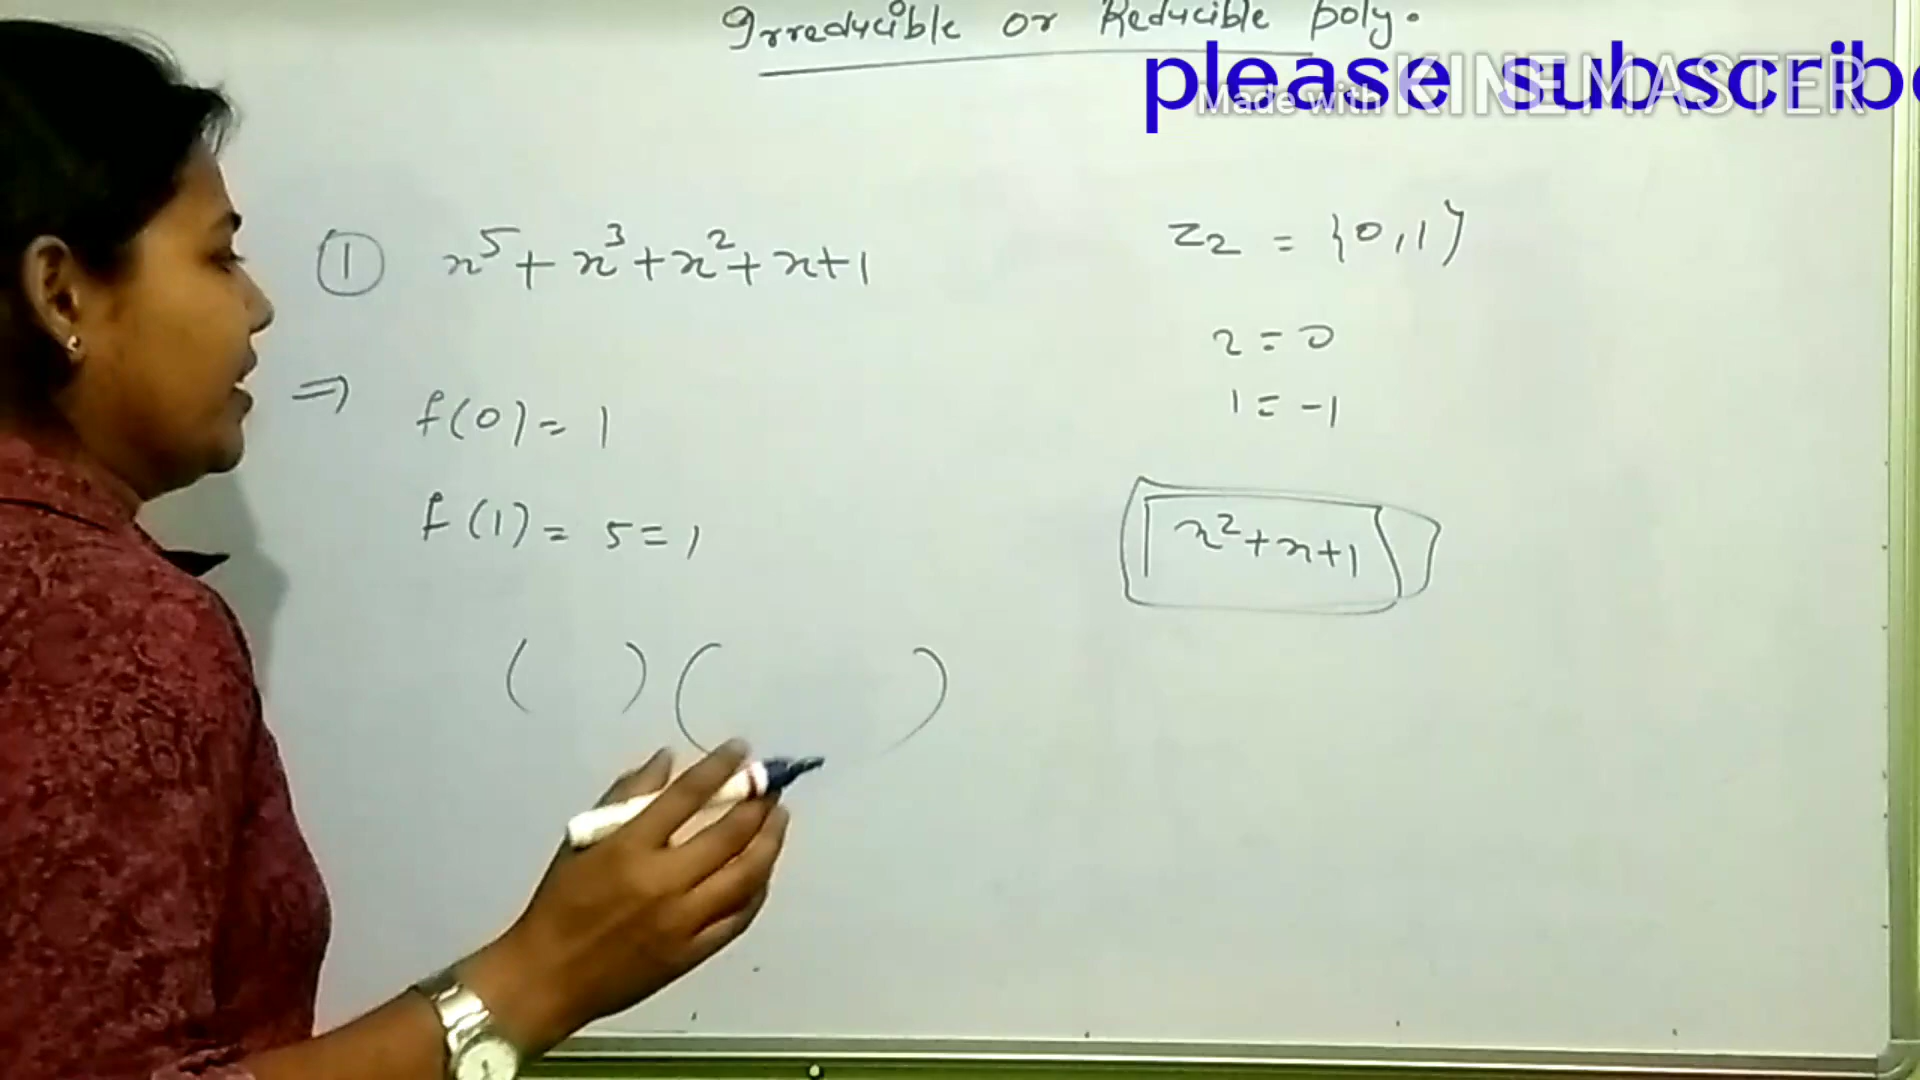 Irreducible or Reducible poly.
please subscribe
Made with KINEMASTER
① x⁵ + x³ + x² + x + 1
Z₂ = {0,1}
2 = 0
1 = -1
⇒ f(0) = 1
f(1) = 5 = 1
x² + x + 1
( ) ( )